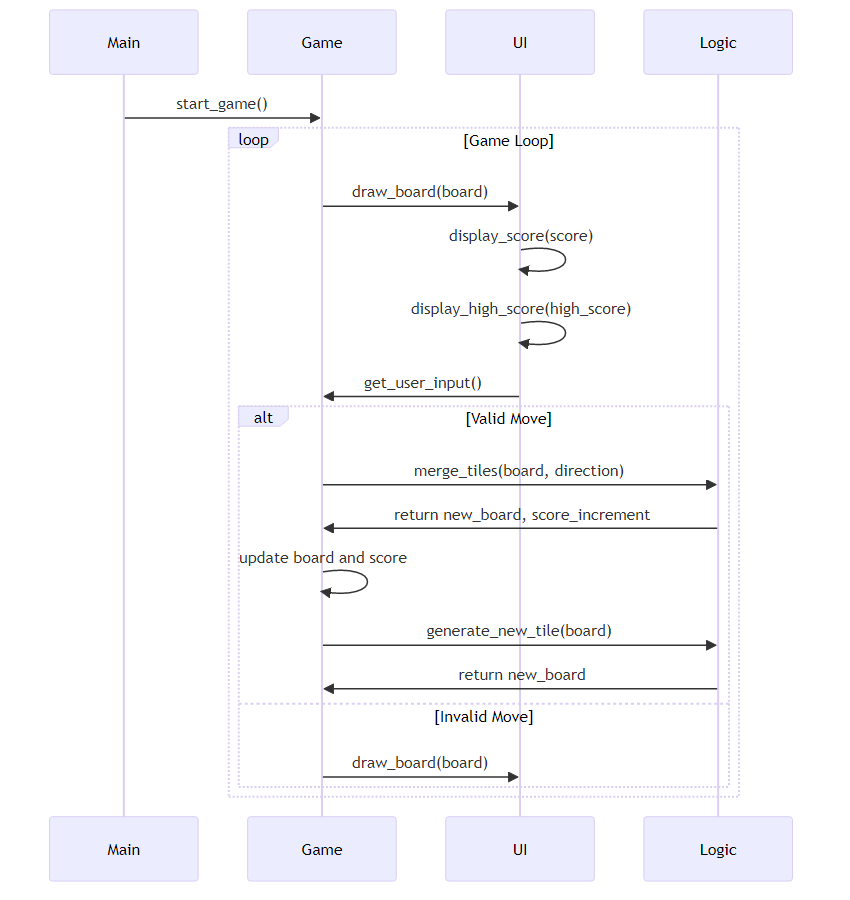 Main
Game
UI
Logic
start_game()
loop
[Game Loop]
draw_board(board)
display_score(score)
display_high_score(high_score)
get_user_input()
alt
[Valid Move]
merge_tiles(board, direction)
return new_board, score_increment
update board and score
generate_new_tile(board)
return new_board
[Invalid Move]
draw_board(board)
Main
Game
UI
Logic